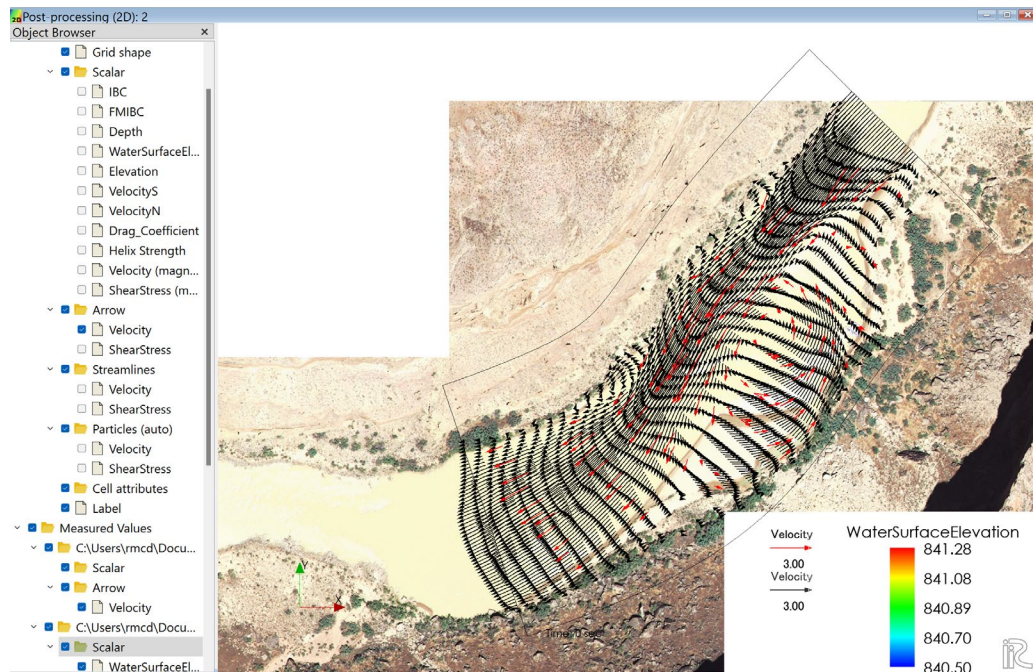 Post-processing (2D): 2
Object Browser
Grid shape
Scalar
IBC
FMIBC
Depth
WaterSurfaceEl...
Elevation
VelocityS
VelocityN
Drag_Coefficient
Helix Strength
Velocity (magn...
ShearStress (m...
Arrow
Velocity
ShearStress
Streamlines
Velocity
ShearStress
Particles (auto)
Velocity
ShearStress
Cell attributes
Label
Measured Values
C:\Users\rmcd\Docu...
Scalar
Arrow
Velocity
C:\Users\rmcd\Docu...
Scalar
WaterSurfaceEl...
Y
X
Time: 0 sec
Velocity
3.00
Velocity
3.00
WaterSurfaceElevation
841.28
841.08
840.89
840.70
840.50